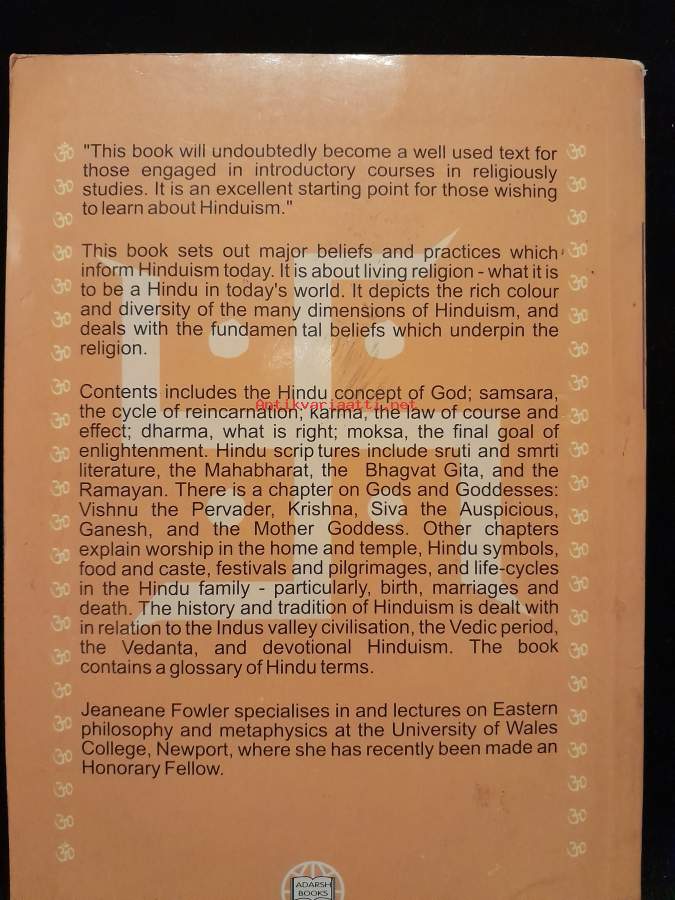 "This book will undoubtedly become a well used text for
those engaged in introductory courses in religiously
studies. It is an excellent starting point for those wishing
to learn about Hinduism."
This book sets out major beliefs and practices which
inform Hinduism today. It is about living religion - what it is
to be a Hindu in today's world. It depicts the rich colour
and diversity of the many dimensions of Hinduism, and
deals with the fundamen tal beliefs which underpin the
religion.
Contents includes the Hindu concept of God; samsara,
Antikvariaatti.net
the cycle of reincarnation; karma, the law of course and
effect; dharma, what is right; moksa, the final goal of
enlightenment. Hindu scrip tures include sruti and smrti
literature, the Mahabharat, the Bhagvat Gita, and the
Ramayan. There is a chapter on Gods and Goddesses:
Vishnu the Pervader, Krishna, Siva the Auspicious,
Ganesh, and the Mother Goddess. Other chapters
explain worship in the home and temple, Hindu symbols,
food and caste, festivals and pilgrimages, and life-cycles
in the Hindu family - particularly, birth, marriages and
death. The history and tradition of Hinduism is dealt with
in relation to the Indus valley civilisation, the Vedic period,
the Vedanta, and devotional Hinduism. The book
contains a glossary of Hindu terms.
Jeaneane Fowler specialises in and lectures on Eastern
philosophy and metaphysics at the University of Wales
College, Newport, where she has recently been made an
Honorary Fellow.
ADARSH
BOOKS